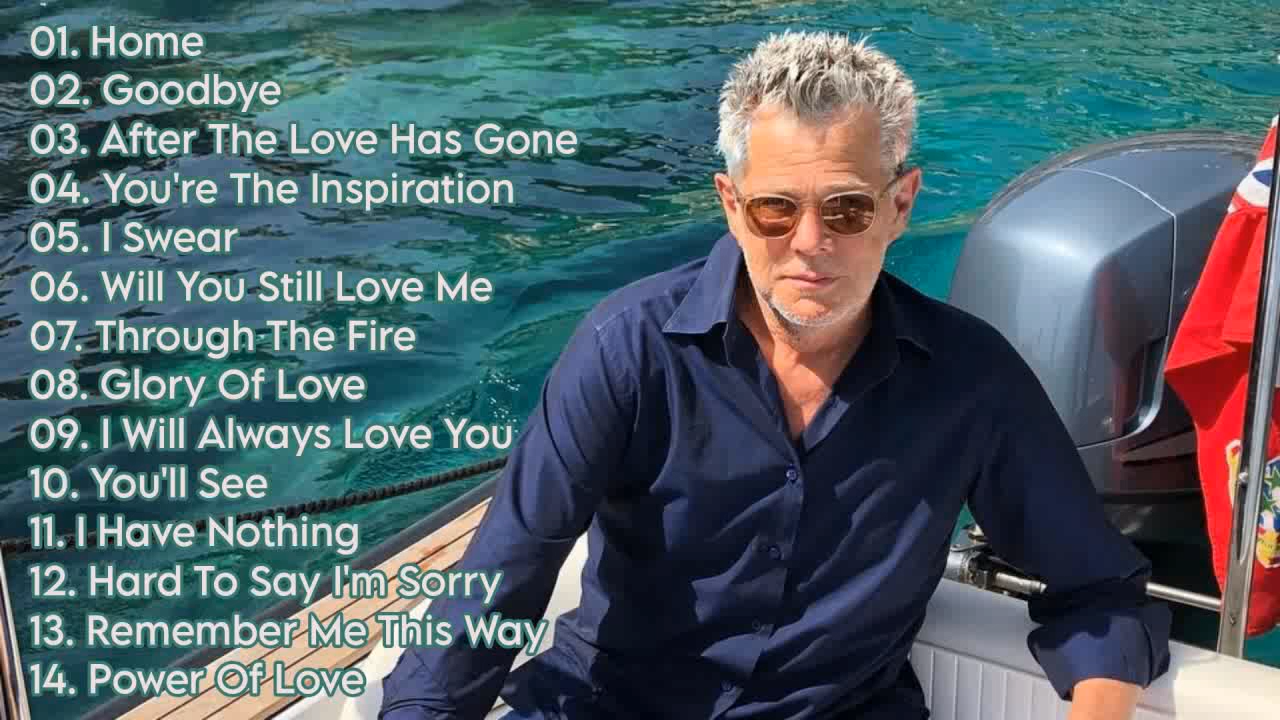 01. Home
02. Goodbye
03. After The Love Has Gone
04. You're The Inspiration
05. I Swear
06. Will You Still Love Me
07. Through The Fire
08. Glory Of Love
09. I Will Always Love You
10. You'll See
11. I Have Nothing
12. Hard To Say I'm Sorry
13. Remember Me This Way
14. Power Of Love